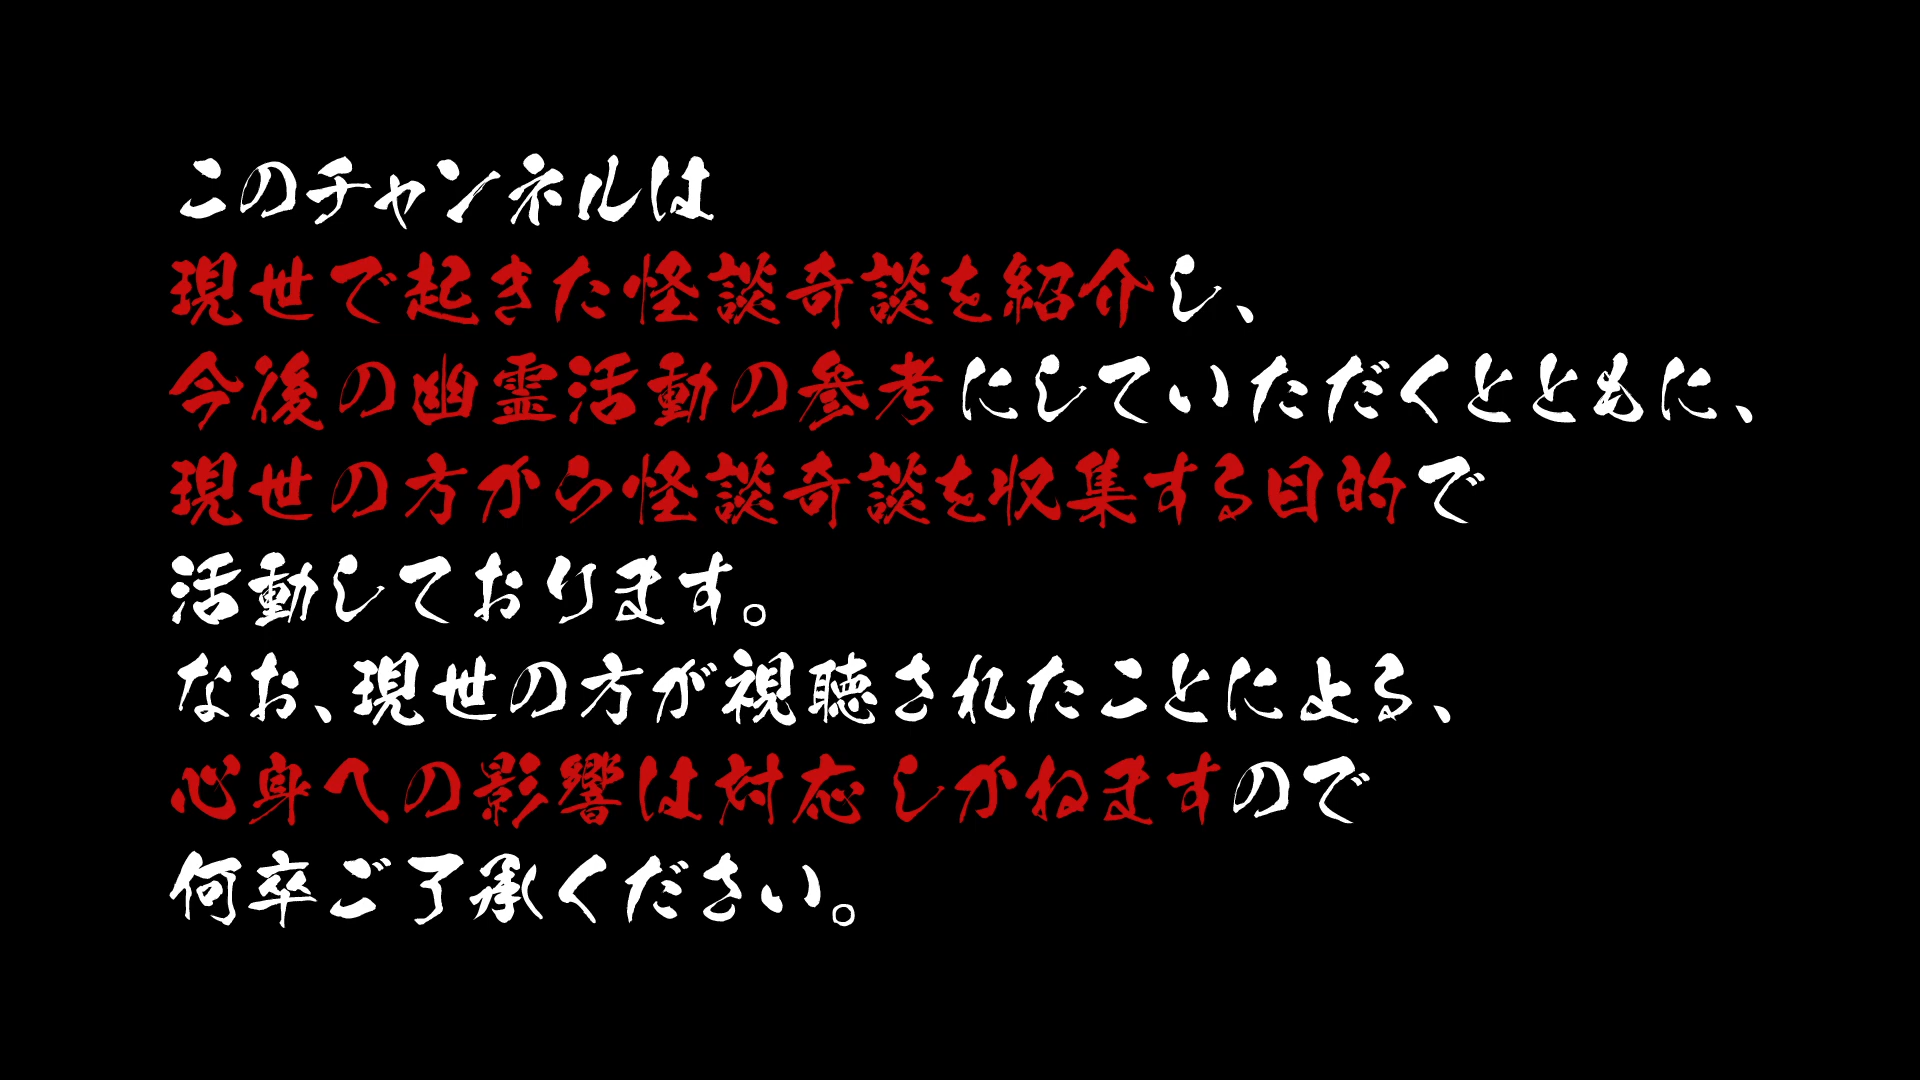 このチャンネルは
現世で起きた怪談奇談を紹介し、
今後の幽霊活動の参考にしていただくとともに、
現世の方から怪談奇談を収集する目的で
活動しております。
なお、現世の方が視聴されたことによる、
心身への影響は対応しかねますので
何卒ご了承ください。